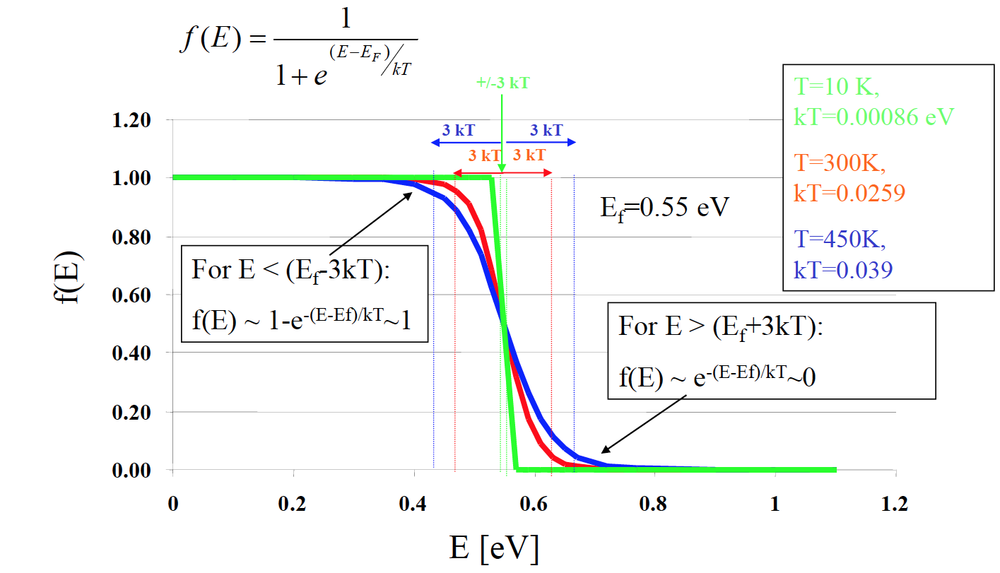 f(E) = 1 / (1 + e^((E−E_F)/kT))
+/-3 kT
T=10 K,
kT=0.00086 eV
T=300K,
kT=0.0259
T=450K,
kT=0.039
3 kT 3 kT
3 kT 3 kT
E_f=0.55 eV
For E < (E_f-3kT):
f(E) ~ 1-e^-(E-Ef)/kT~1
For E > (E_f+3kT):
f(E) ~ e^-(E-Ef)/kT~0
f(E)
1.20
1.00
0.80
0.60
0.40
0.20
0.00
0 0.2 0.4 0.6 0.8 1 1.2
E [eV]